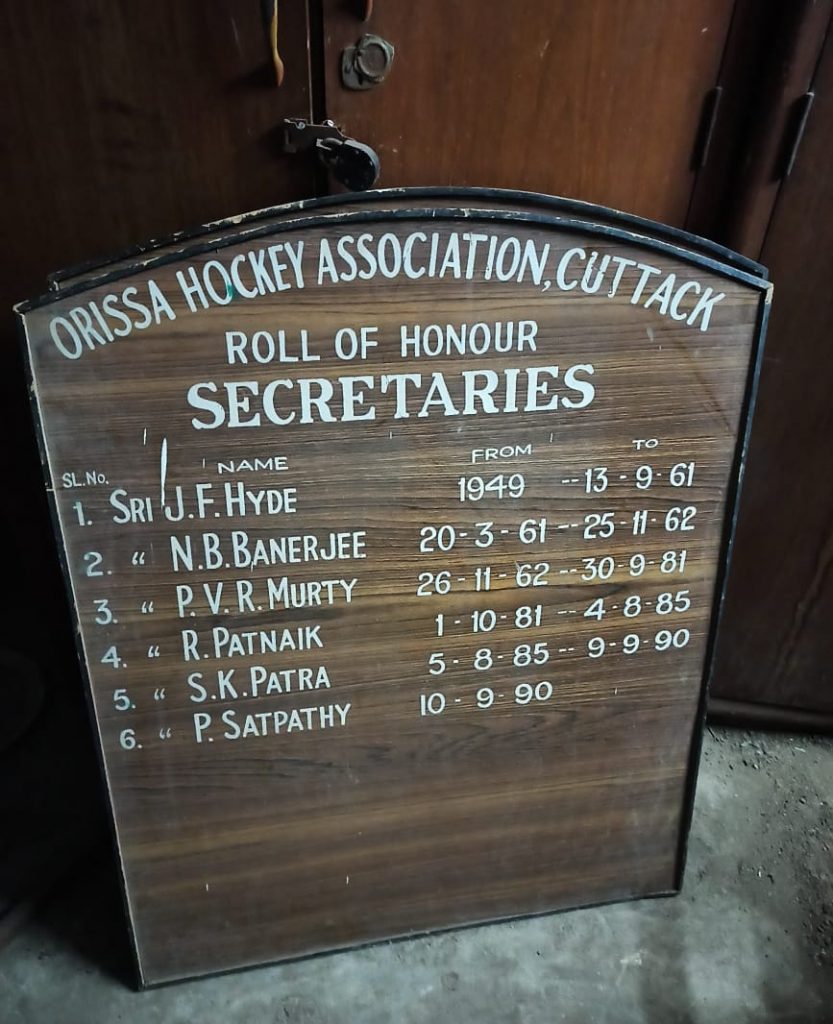 ORISSA HOCKEY ASSOCIATION, CUTTACK
ROLL OF HONOUR
SECRETARIES
SL.No. NAME FROM TO
1. SRI J.F. HYDE 1949 -- 13 - 9 - 61
2. “ N.B. BANERJEE 20 - 3 - 61 -- 25 - 11 - 62
3. “ P.V.R. MURTY 26 - 11 - 62 -- 30 - 9 - 81
4. “ R. PATNAIK 1 - 10 - 81 -- 4 - 8 - 85
5. “ S.K. PATRA 5 - 8 - 85 -- 9 - 9 - 90
6. “ P. SATPATHY 10 - 9 - 90